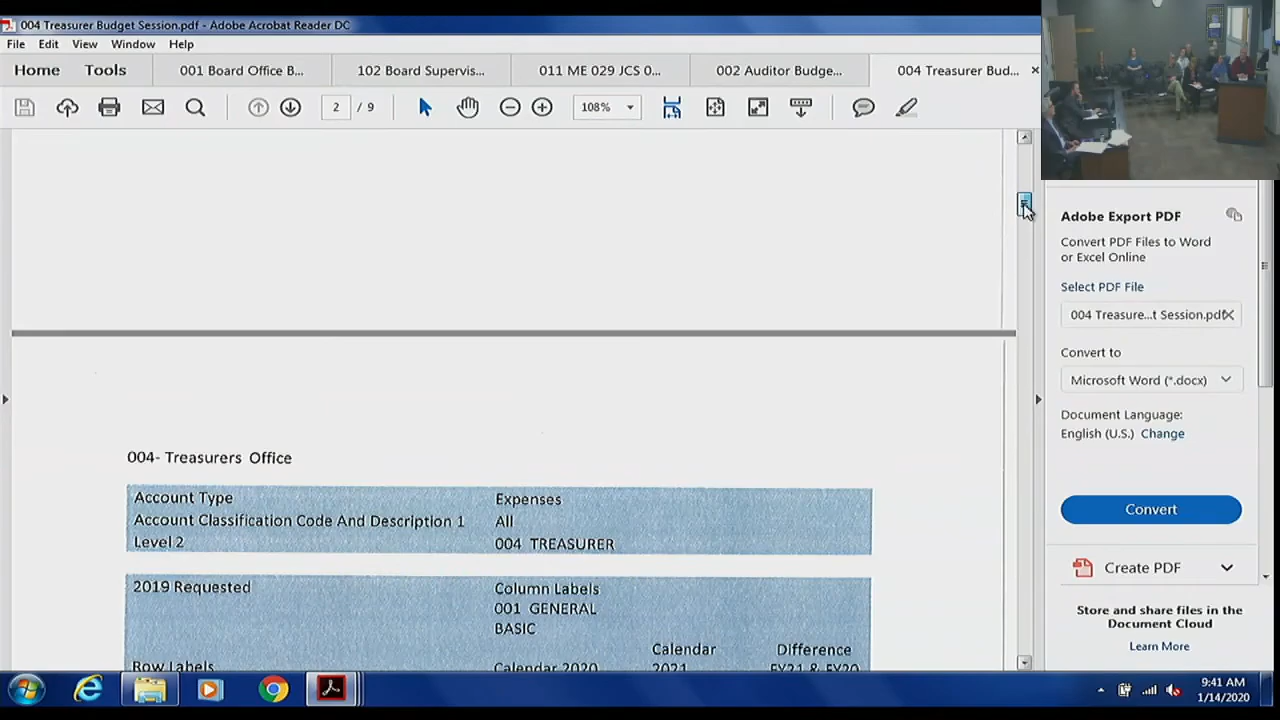 004 Treasurer Budget Session.pdf - Adobe Acrobat Reader DC
File Edit View Window Help
Home Tools 001 Board Office B... 102 Board Supervis... 011 ME 029 JCS 0... 002 Auditor Budge... 004 Treasurer Bud... ×
2 / 9 108%
Adobe Export PDF
Convert PDF Files to Word
or Excel Online
Select PDF File
004 Treasure...t Session.pdf
Convert to
Microsoft Word (*.docx)
Document Language:
English (U.S.) Change
Convert
Create PDF
Store and share files in the
Document Cloud
Learn More
004- Treasurers Office
Account Type Expenses
Account Classification Code And Description 1 All
Level 2 004 TREASURER
2019 Requested Column Labels
001 GENERAL
BASIC
Calendar Difference
Row Labels Calendar 2020 2021 FY21 & FY20
9:41 AM
1/14/2020